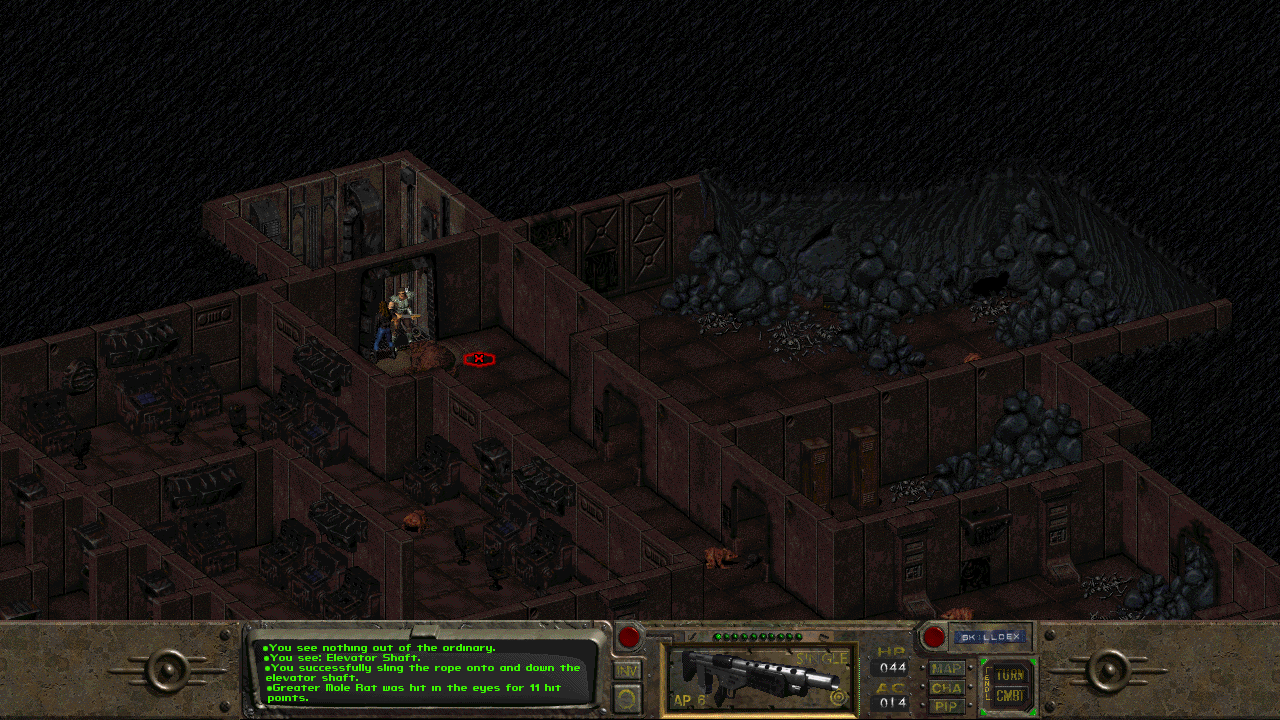 •You see nothing out of the ordinary.
•You see: Elevator Shaft.
•You successfully sling the rope onto and down the
elevator shaft.
•Greater Mole Rat was hit in the eyes for 11 hit
points.
INV
SINGLE
AP 6
HP
044
AC
014
SKILLDEX
MAP
CHA
PIP
TURN
CMBT
END
X